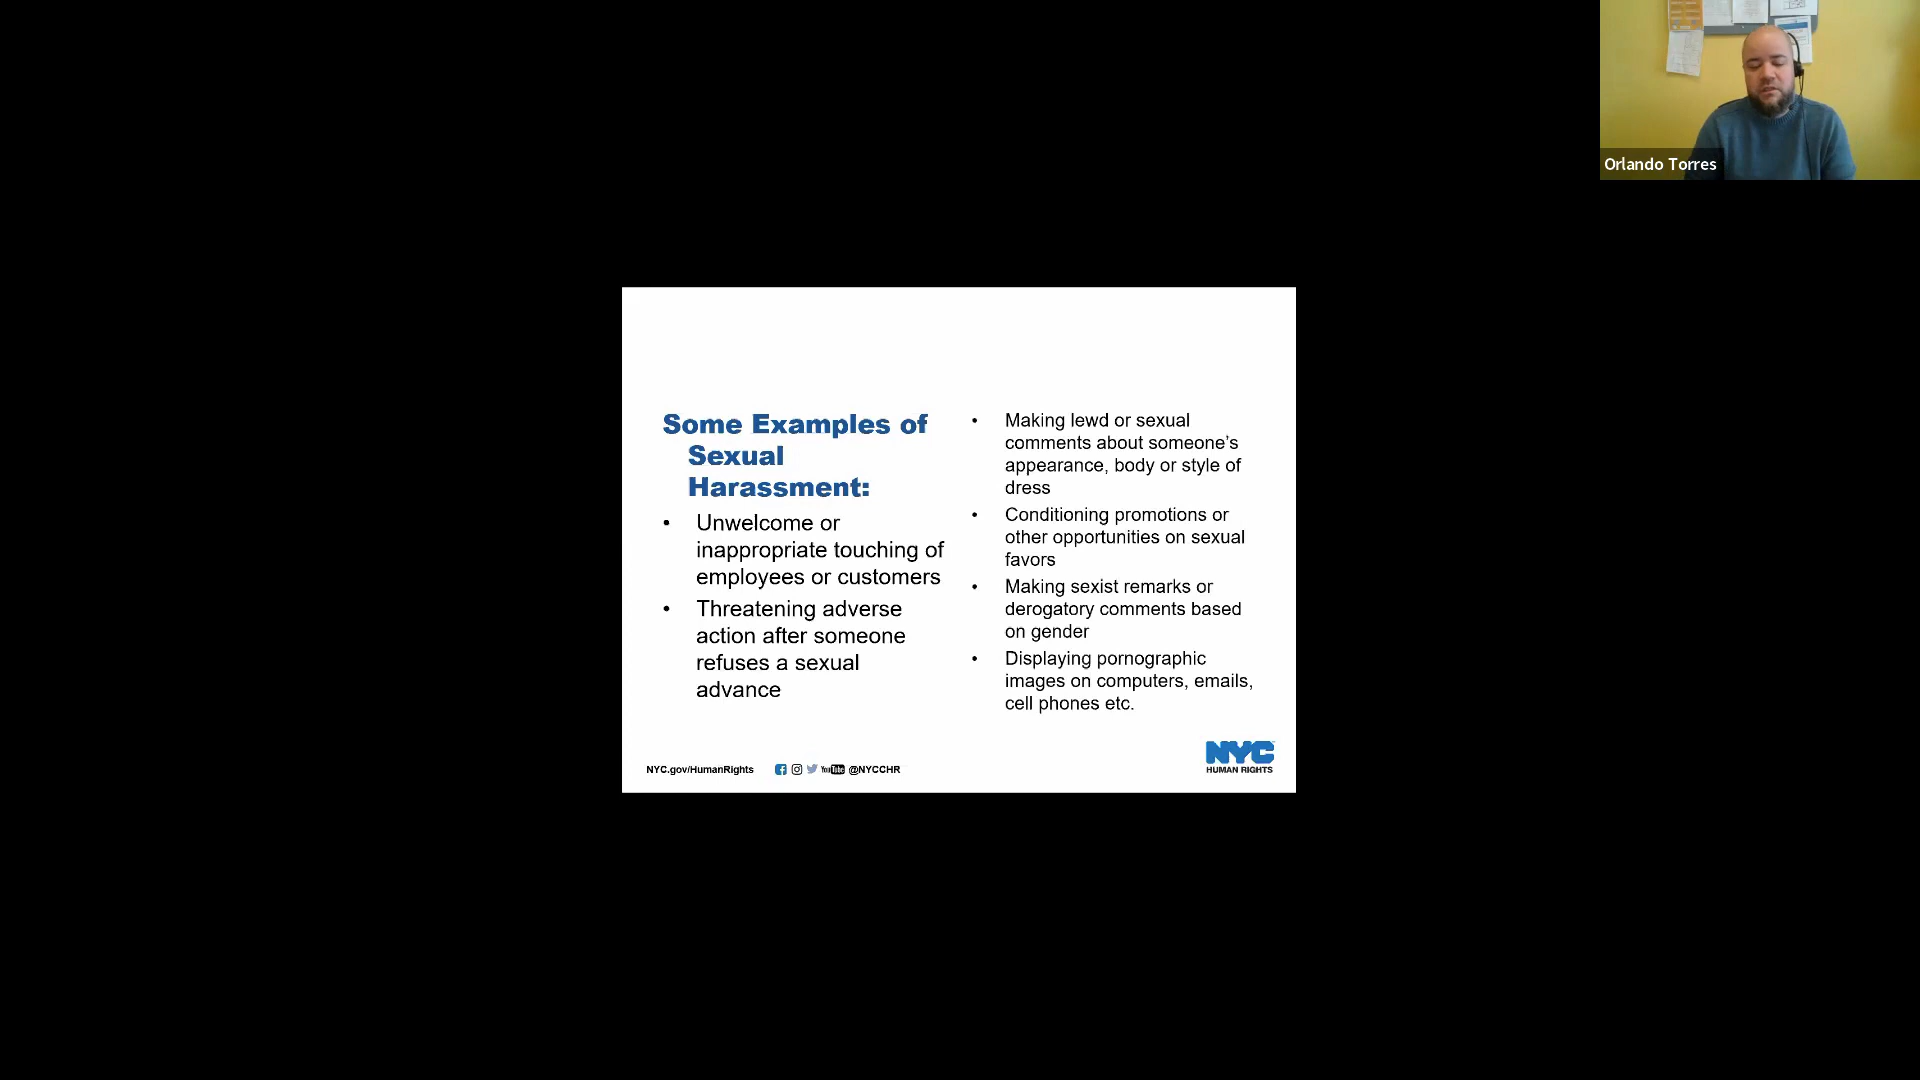 Orlando Torres
Some Examples of
Sexual
Harassment:
• Unwelcome or
inappropriate touching of
employees or customers
• Threatening adverse
action after someone
refuses a sexual
advance
• Making lewd or sexual
comments about someone’s
appearance, body or style of
dress
• Conditioning promotions or
other opportunities on sexual
favors
• Making sexist remarks or
derogatory comments based
on gender
• Displaying pornographic
images on computers, emails,
cell phones etc.
NYC.gov/HumanRights
YouTube @NYCCHR
NYC
HUMAN RIGHTS